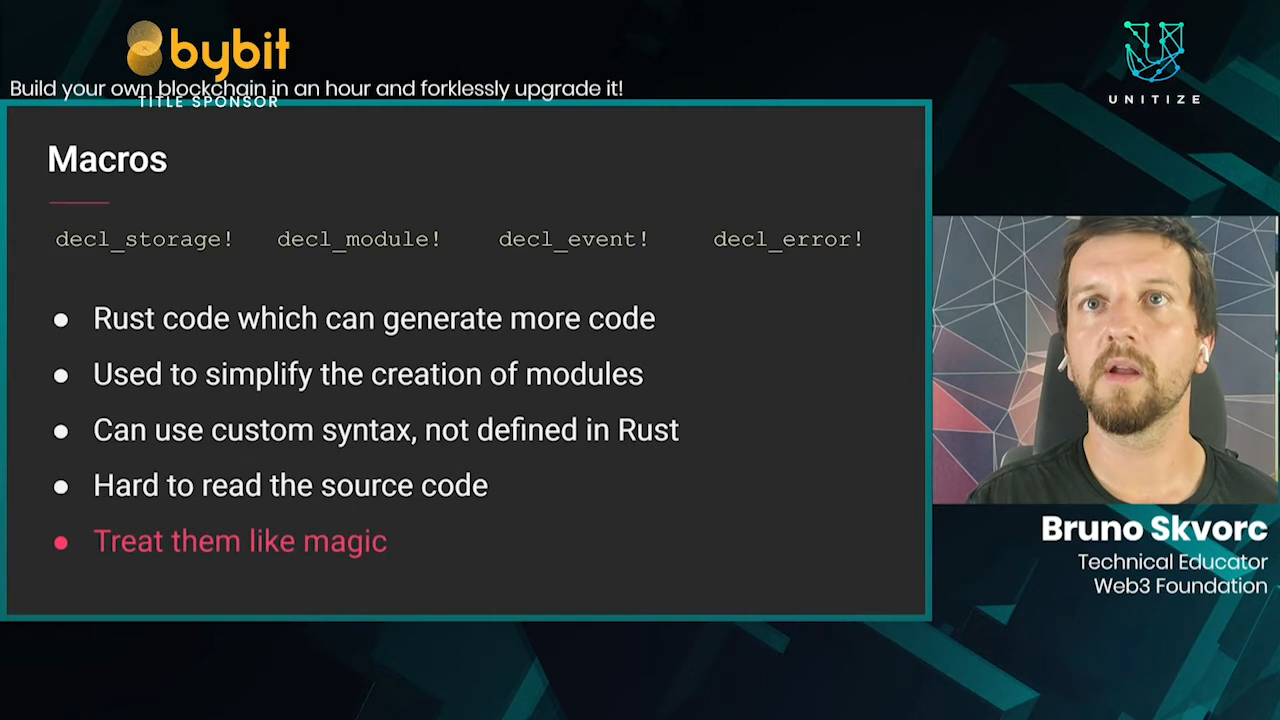 bybit
Build your own blockchain in an hour and forklessly upgrade it!
TITLE SPONSOR
UNITIZE
Macros
decl_storage! decl_module! decl_event! decl_error!
● Rust code which can generate more code
● Used to simplify the creation of modules
● Can use custom syntax, not defined in Rust
● Hard to read the source code
● Treat them like magic
Bruno Skvorc
Technical Educator
Web3 Foundation